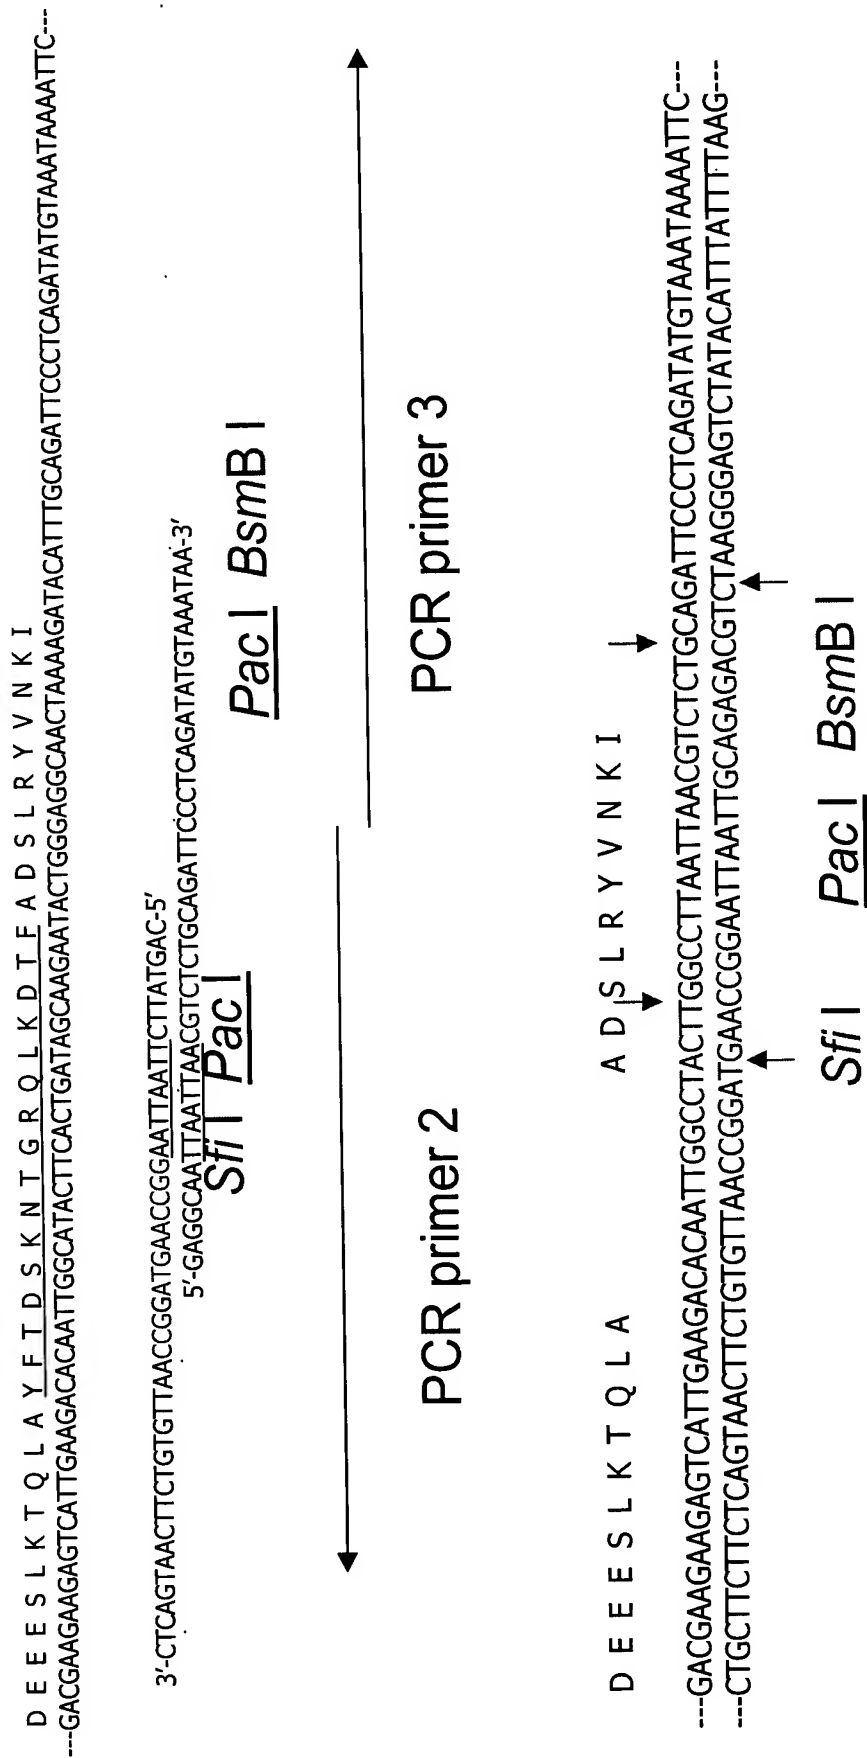 D E E E S L K T Q L A Y F T D S K N T G R Q L K D T F A D S L R Y V N K I
---GACGAAGAAGAGTCATTGAAGACACAATTGGCATACTTCACTGATAGCAAGAATACTGGGAGGCAACTAAAAGATACATTTGCAGATTCCCTCAGATATGTAAATAAAATTC---
3'-CTCAGTAACTTCTGTGTTAACCGGATGAACCGGAATTAATTCTTATGAC-5'
5'-GAGGCAATTAATTAACGTCTCTGCAGATTCCCTCAGATATGTAAATAA-3'
Sfi I Pac I
Pac I BsmB I
PCR primer 2
PCR primer 3
D E E E S L K T Q L A
A D S L R Y V N K I
---GACGAAGAAGAGTCATTGAAGACACAATTGGCCTACTTGGCCTTAATTAACGTCTCTGCAGATTCCCTCAGATATGTAAATAAAATTC---
---CTGCTTCTTCTCAGTAACTTCTGTGTTAACCGGATGAACCGGAATTAATTGCAGAGACGTCTAAGGGAGTCTATACATTTATTTTAAG---
Sfi I
Pac I BsmB I